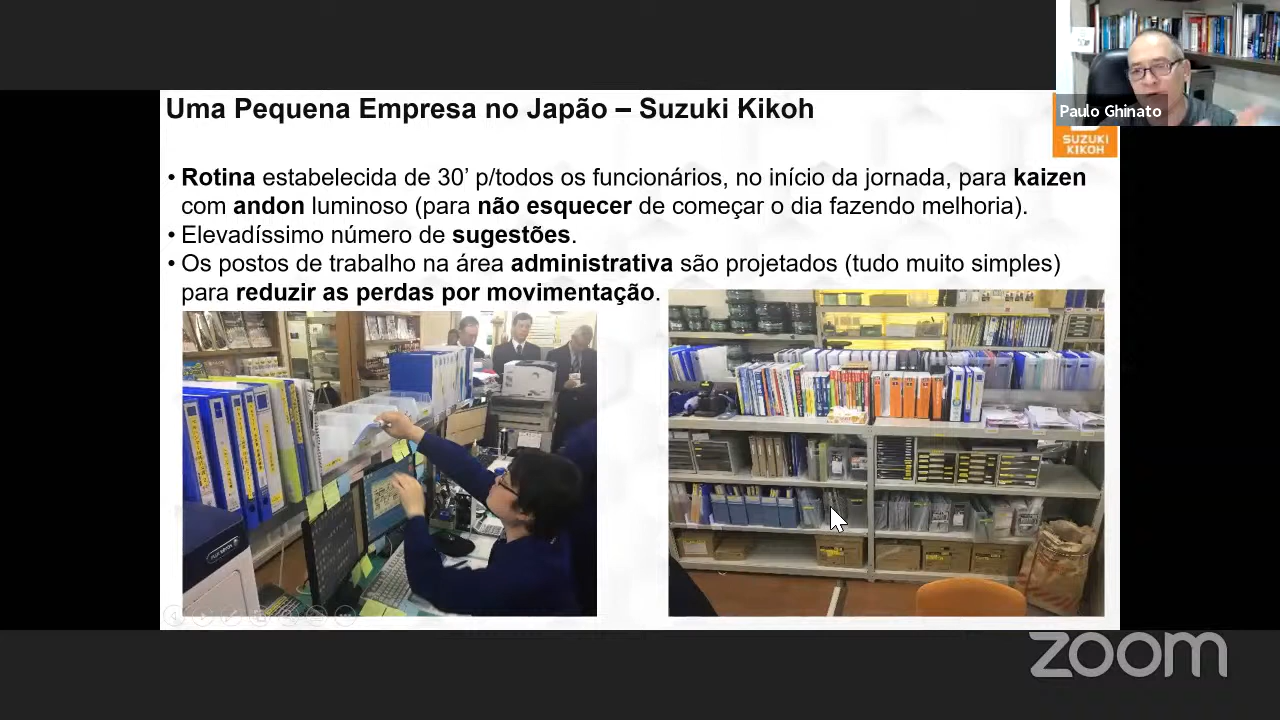 Uma Pequena Empresa no Japão – Suzuki Kikoh
Paulo Ghinato
SUZUKI
KIKOH
• Rotina estabelecida de 30’ p/todos os funcionários, no início da jornada, para kaizen
com andon luminoso (para não esquecer de começar o dia fazendo melhoria).
• Elevadíssimo número de sugestões.
• Os postos de trabalho na área administrativa são projetados (tudo muito simples)
para reduzir as perdas por movimentação.
zoom